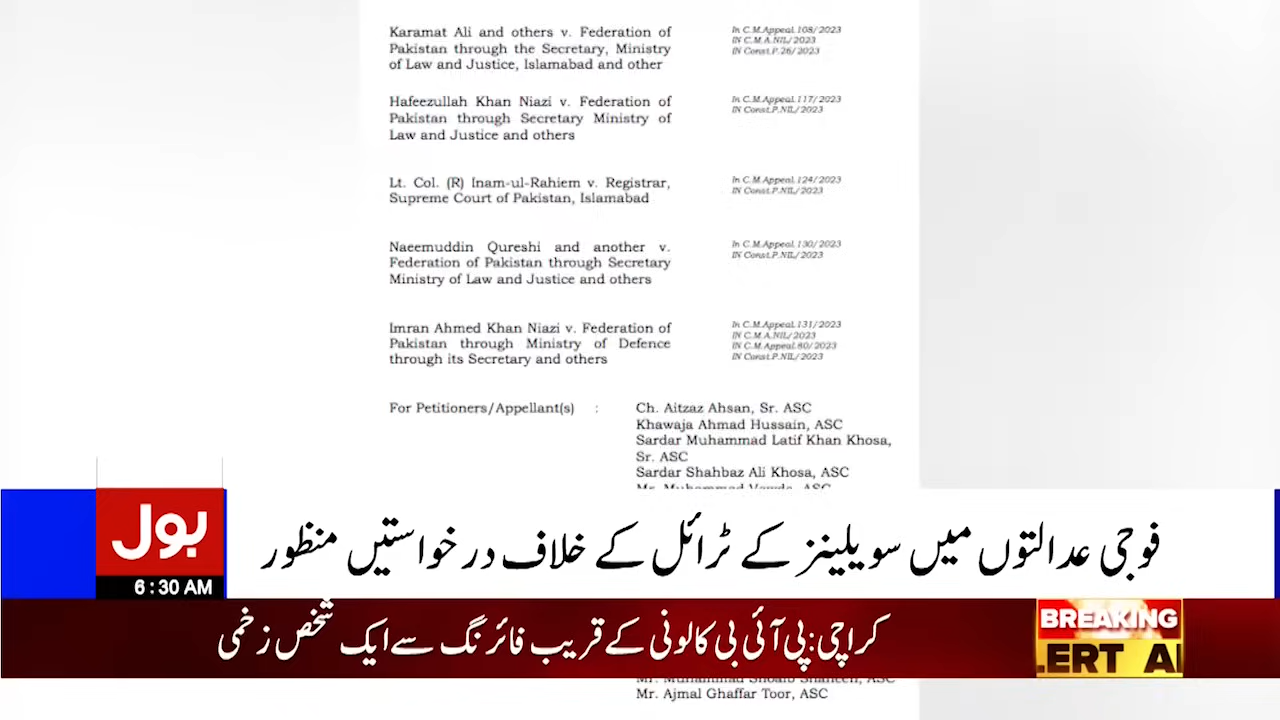 Karamat Ali and others v. Federation of
Pakistan through the Secretary, Ministry
of Law and Justice, Islamabad and other
In C.M.Appeal.108/2023
IN C.M.A.NIL/2023
IN Const.P.26/2023
Hafeezullah Khan Niazi v. Federation of
Pakistan through Secretary Ministry of
Law and Justice and others
In C.M.Appeal.117/2023
IN Const.P.NIL/2023
Lt. Col. (R) Inam-ul-Rahiem v. Registrar,
Supreme Court of Pakistan, Islamabad
In C.M.Appeal.124/2023
IN Const.P.NIL/2023
Naeemuddin Qureshi and another v.
Federation of Pakistan through Secretary
Ministry of Law and Justice and others
In C.M.Appeal.130/2023
IN Const.P.NIL/2023
Imran Ahmed Khan Niazi v. Federation of
Pakistan through Ministry of Defence
through its Secretary and others
In C.M.Appeal.131/2023
IN C.M.A.NIL/2023
In C.M.Appeal.80/2023
IN Const.P.NIL/2023
For Petitioners/Appellant(s) :
Ch. Aitzaz Ahsan, Sr. ASC
Khawaja Ahmad Hussain, ASC
Sardar Muhammad Latif Khan Khosa,
Sr. ASC
Sardar Shahbaz Ali Khosa, ASC
بول
6:30 AM
فوجی عدالتوں میں سویلینز کے ٹرائل کے خلاف درخواستیں منظور
کراچی: پی آئی بی کالونی کے قریب فائرنگ سے ایک شخص زخمی
BREAKING
LERT A
Mr. Ajmal Ghaffar Toor, ASC